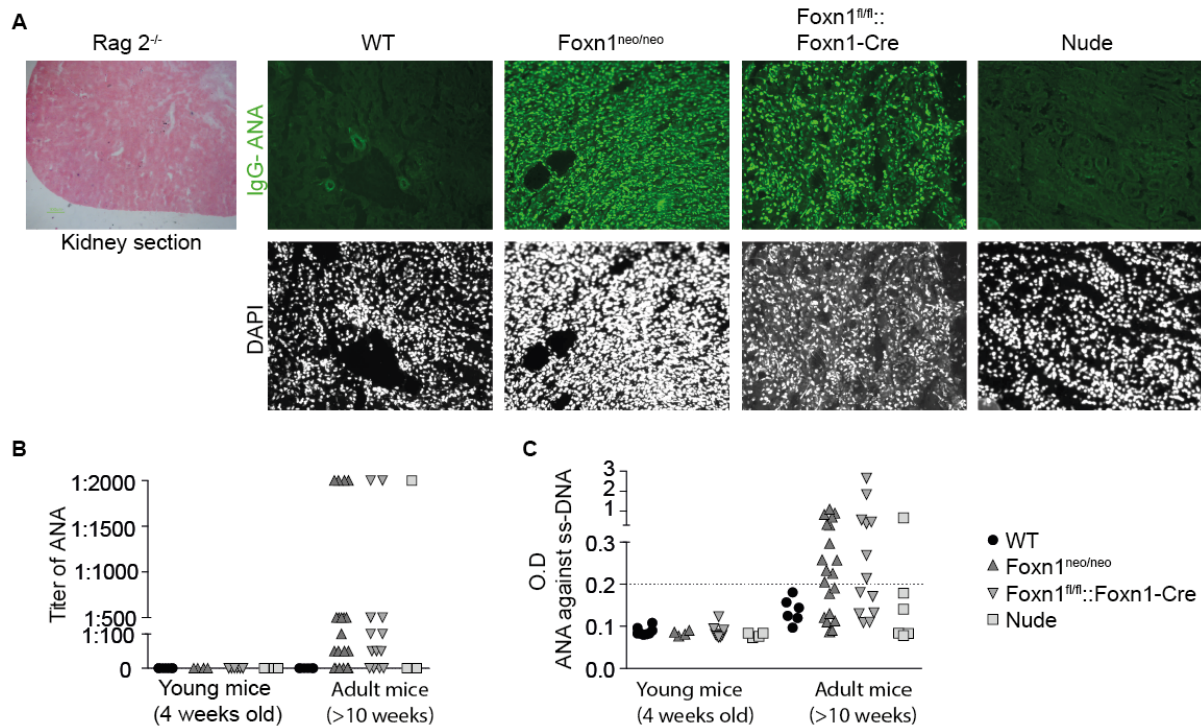 A
Rag 2-/-
WT
Foxn1neo/neo
Foxn1fl/fl::
Foxn1-Cre
Nude
IgG- ANA
Kidney section
DAPI
B
Titer of ANA
1:2000
1:1500
1:1000
1:500
1:100
0
Young mice
(4 weeks old)
Adult mice
(>10 weeks)
C
O.D
ANA against ss-DNA
3
2
1
0.3
0.2
0.1
0.0
Young mice
(4 weeks old)
Adult mice
(>10 weeks)
WT
Foxn1neo/neo
Foxn1fl/fl::Foxn1-Cre
Nude